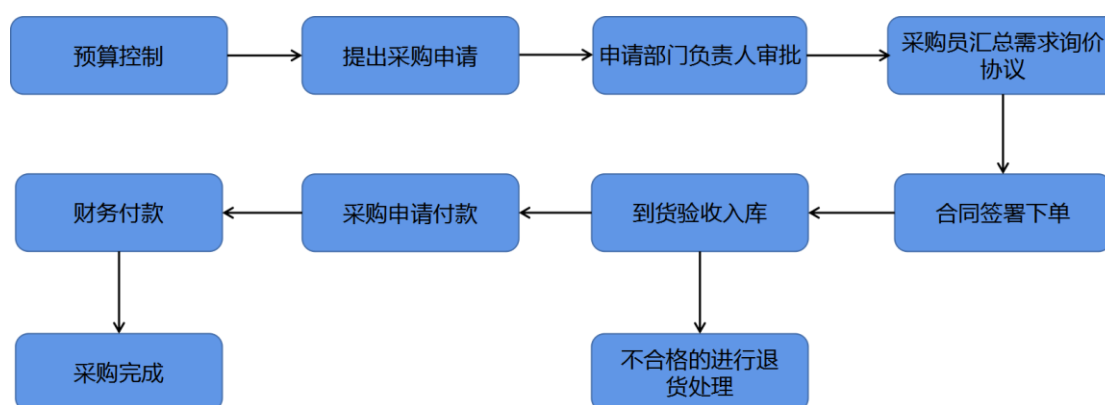 预算控制
提出采购申请
申请部门负责人审批
采购员汇总需求询价
协议
财务付款
采购申请付款
到货验收入库
合同签署下单
采购完成
不合格的进行退
货处理